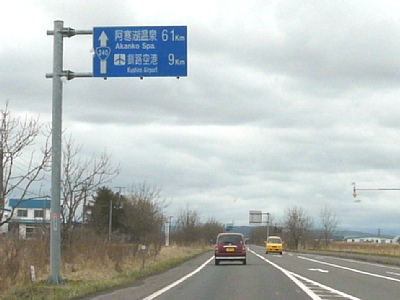 阿寒湖温泉 61Km
Akanko Spa
240
釧路空港 9Km
Kushiro Airport